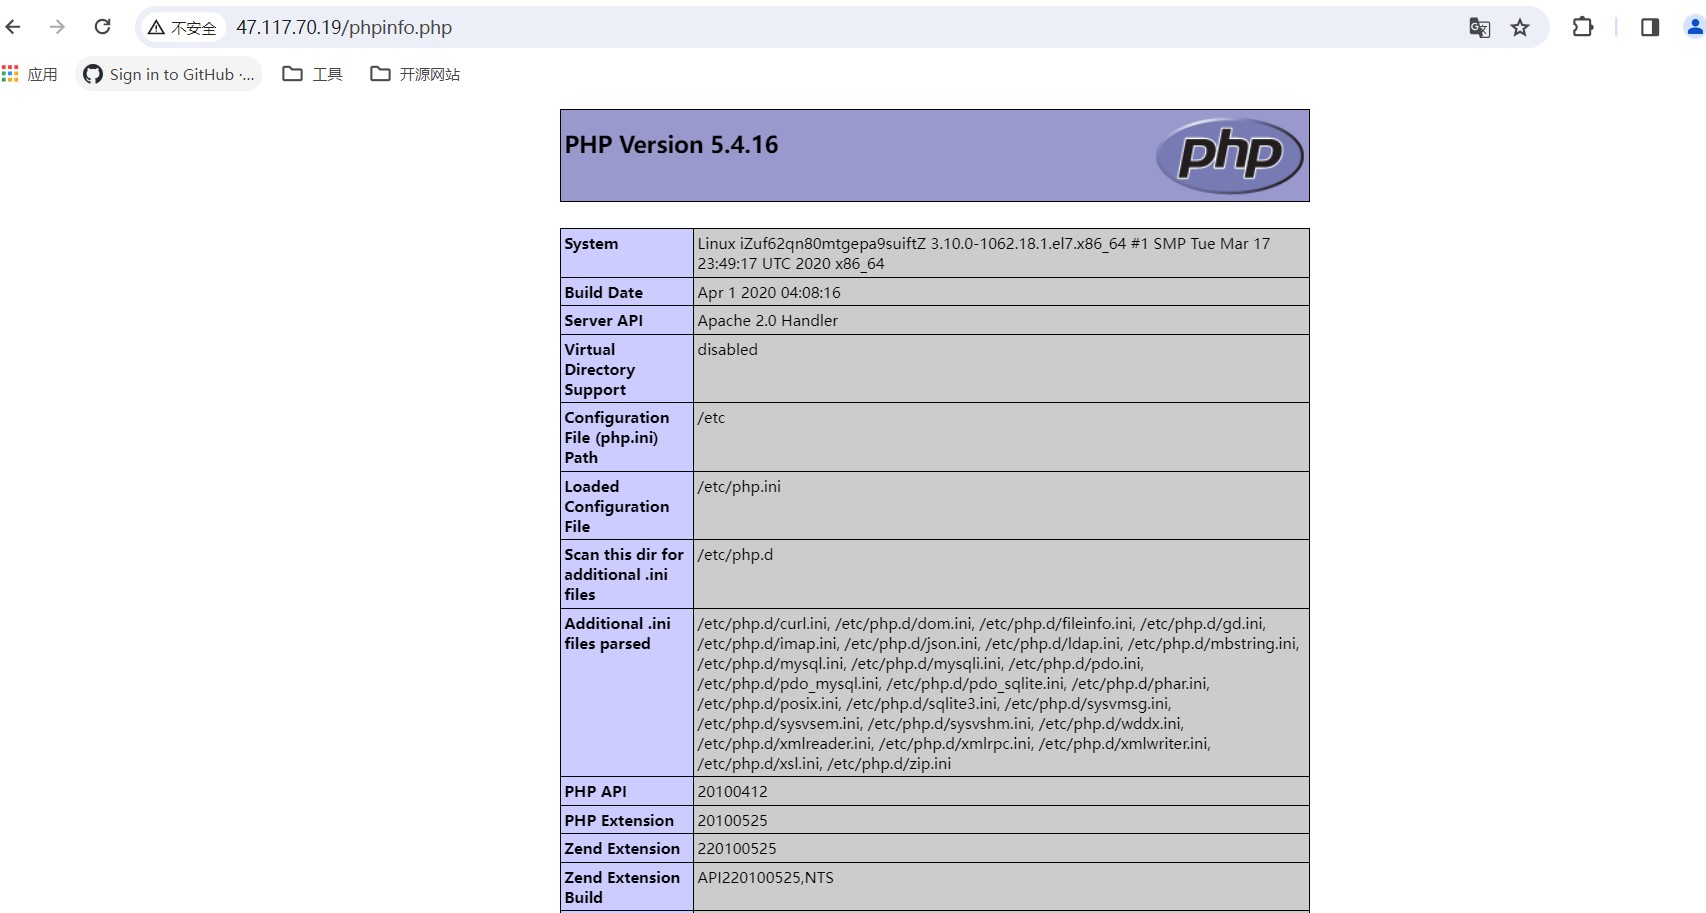 不安全 47.117.70.19/phpinfo.php
应用 Sign in to GitHub ·... 工具 开源网站
PHP Version 5.4.16 php
System Linux iZuf62qn80mtgepa9suiftZ 3.10.0-1062.18.1.el7.x86_64 #1 SMP Tue Mar 17
23:49:17 UTC 2020 x86_64
Build Date Apr 1 2020 04:08:16
Server API Apache 2.0 Handler
Virtual disabled
Directory
Support
Configuration /etc
File (php.ini)
Path
Loaded /etc/php.ini
Configuration
File
Scan this dir for /etc/php.d
additional .ini
files
Additional .ini /etc/php.d/curl.ini, /etc/php.d/dom.ini, /etc/php.d/fileinfo.ini, /etc/php.d/gd.ini,
files parsed /etc/php.d/imap.ini, /etc/php.d/json.ini, /etc/php.d/ldap.ini, /etc/php.d/mbstring.ini,
/etc/php.d/mysql.ini, /etc/php.d/mysqli.ini, /etc/php.d/pdo.ini,
/etc/php.d/pdo_mysql.ini, /etc/php.d/pdo_sqlite.ini, /etc/php.d/phar.ini,
/etc/php.d/posix.ini, /etc/php.d/sqlite3.ini, /etc/php.d/sysvmsg.ini,
/etc/php.d/sysvsem.ini, /etc/php.d/sysvshm.ini, /etc/php.d/wddx.ini,
/etc/php.d/xmlreader.ini, /etc/php.d/xmlrpc.ini, /etc/php.d/xmlwriter.ini,
/etc/php.d/xsl.ini, /etc/php.d/zip.ini
PHP API 20100412
PHP Extension 20100525
Zend Extension 220100525
Zend Extension API220100525,NTS
Build